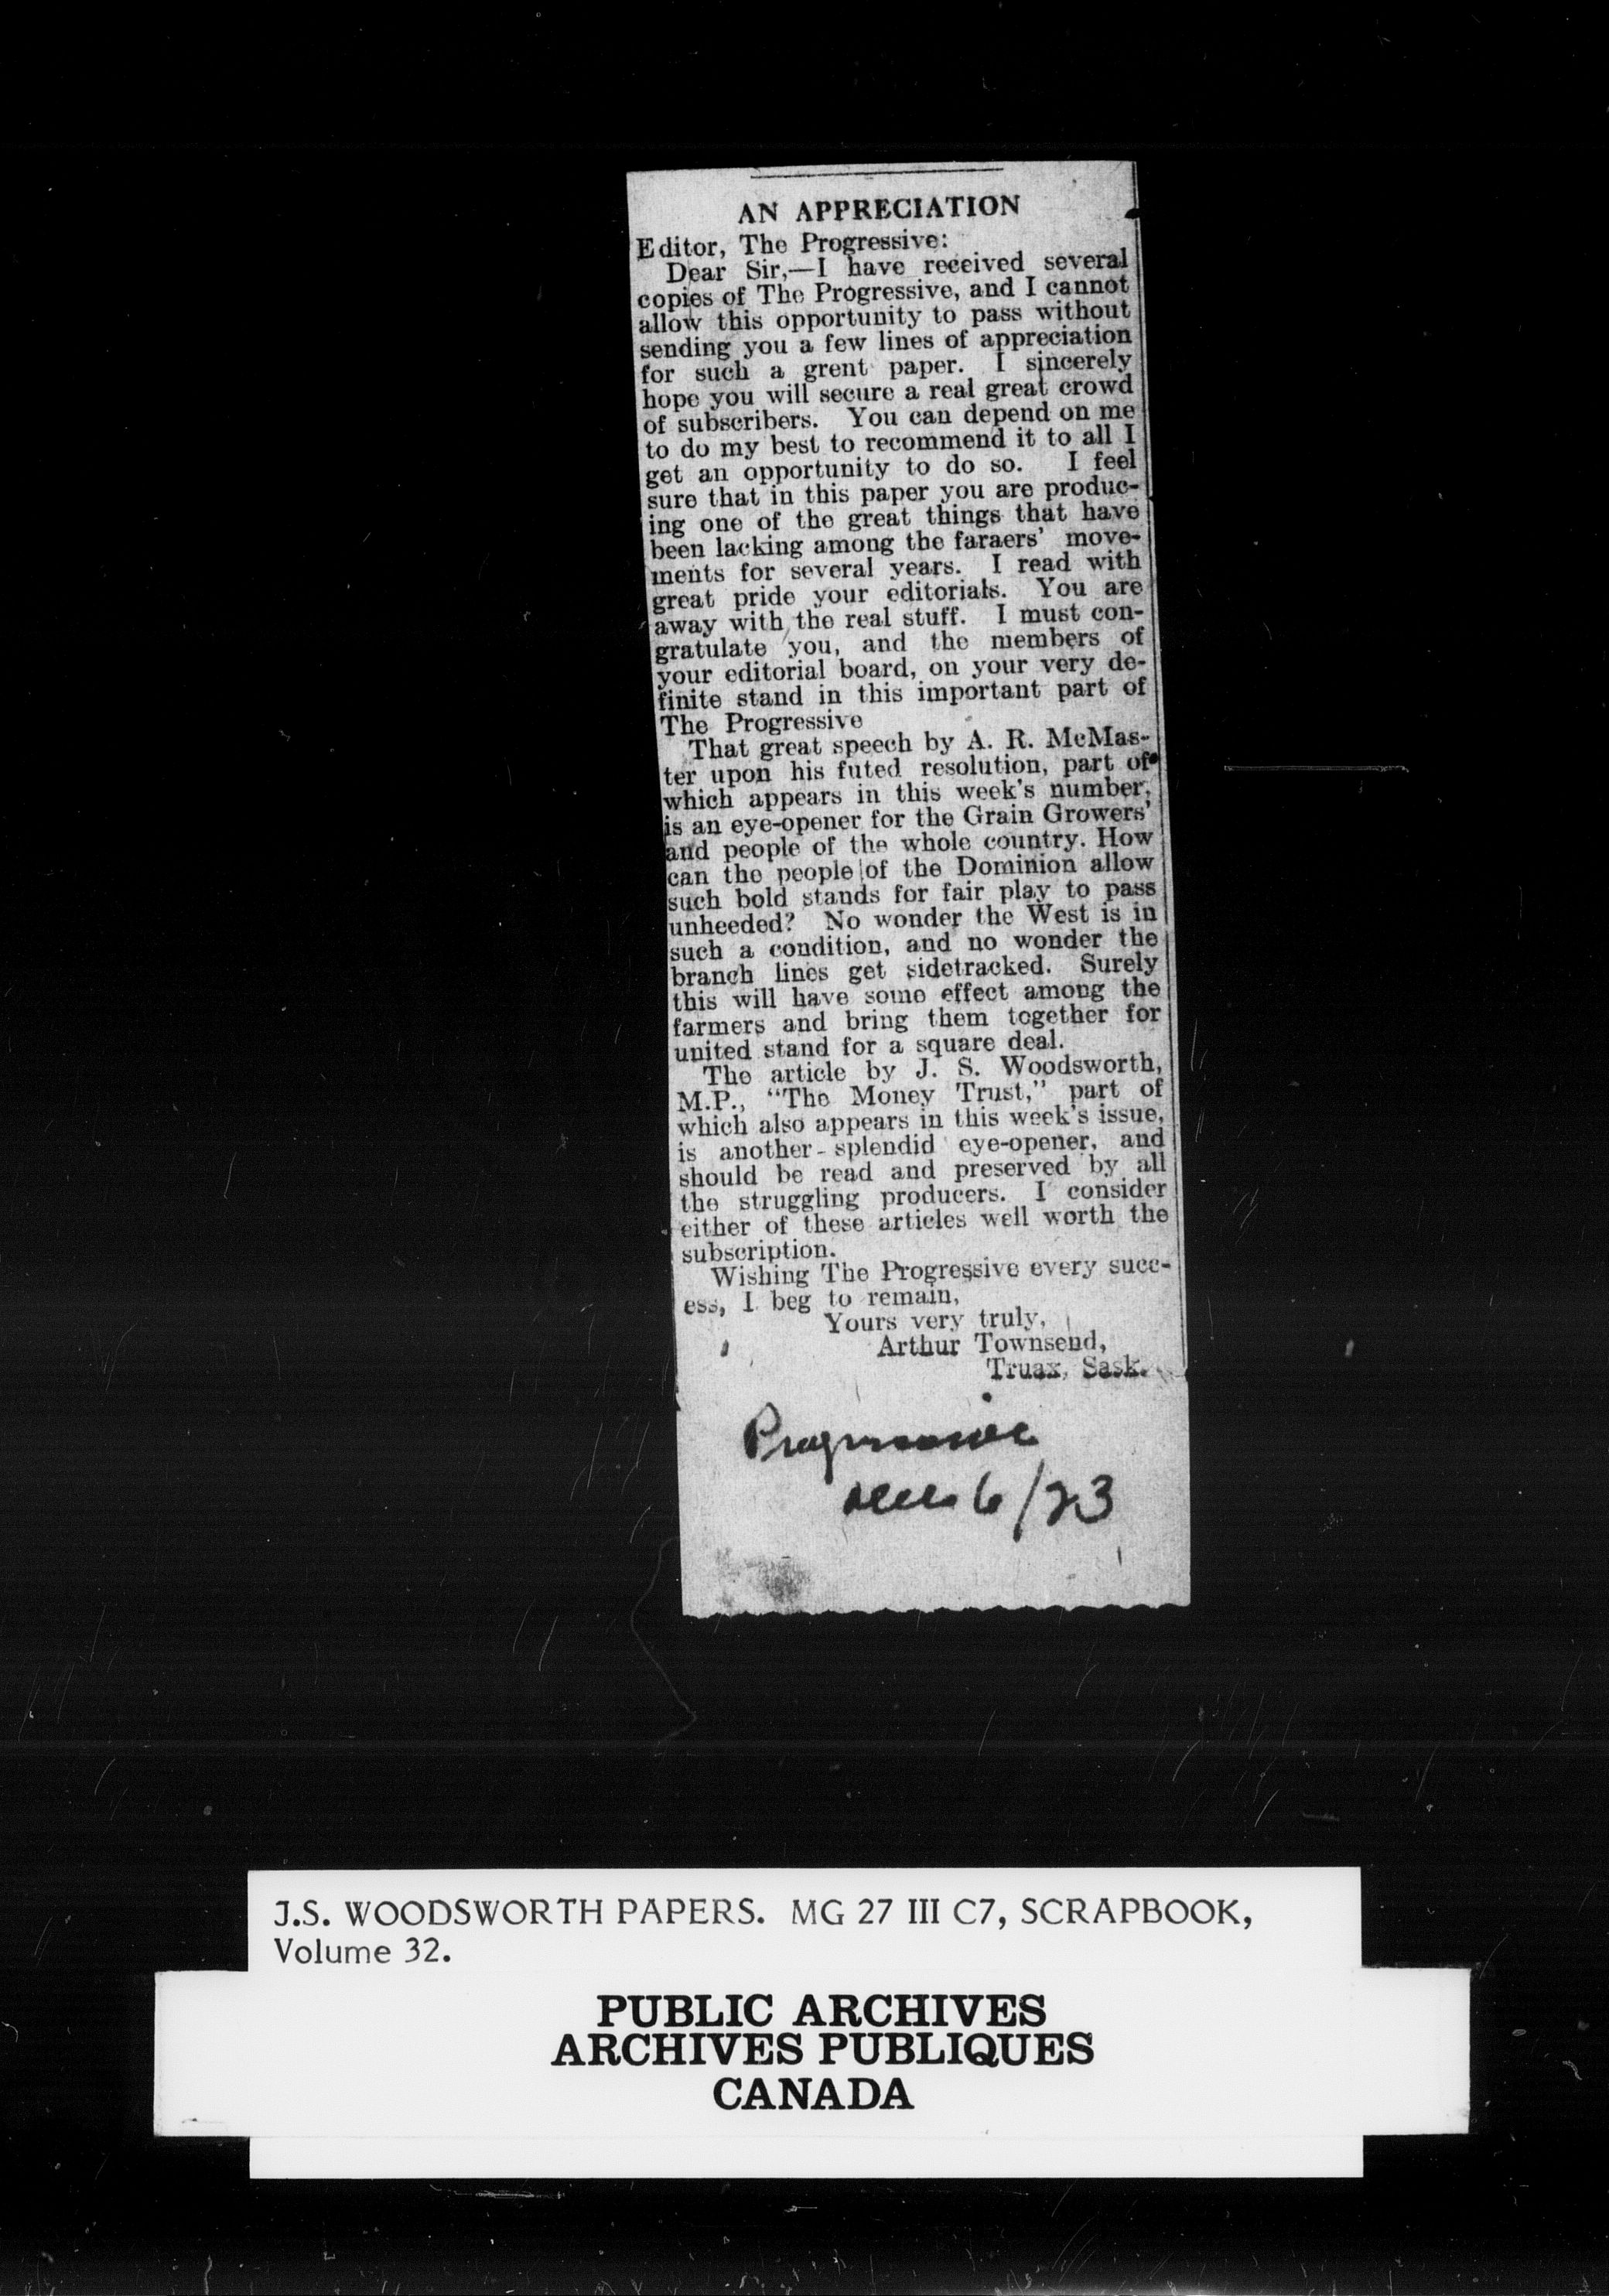 AN APPRECIATION
Editor, The Progressive:
Dear Sir,—I have received several
copies of The Progressive, and I cannot
allow this opportunity to pass without
sending you a few lines of appreciation
for such a grent paper. I sincerely
hope you will secure a real great crowd
of subscribers. You can depend on me
to do my best to recommend it to all I
get an opportunity to do so. I feel
sure that in this paper you are produc-
ing one of the great things that have
been lacking among the faraers' move-
ments for several years. I read with
great pride your editorials. You are
away with the real stuff. I must con-
gratulate you, and the members of
your editorial board, on your very de-
finite stand in this important part of
The Progressive
That great speech by A. R. McMas-
ter upon his futed resolution, part of
which appears in this week's number,
is an eye-opener for the Grain Growers'
and people of the whole country. How
can the people of the Dominion allow
such bold stands for fair play to pass
unheeded? No wonder the West is in
such a condition, and no wonder the
branch lines get sidetracked. Surely
this will have some effect among the
farmers and bring them together for
united stand for a square deal.
The article by J. S. Woodsworth,
M.P., "The Money Trust," part of
which also appears in this week's issue,
is another splendid eye-opener, and
should be read and preserved by all
the struggling producers. I consider
either of these articles well worth the
subscription.
Wishing The Progressive every succ-
ess, I beg to remain,
Yours very truly,
Arthur Townsend,
Truax, Sask.
Progressive
6/23
J.S. WOODSWORTH PAPERS. MG 27 III C7, SCRAPBOOK,
Volume 32.
PUBLIC ARCHIVES
ARCHIVES PUBLIQUES
CANADA